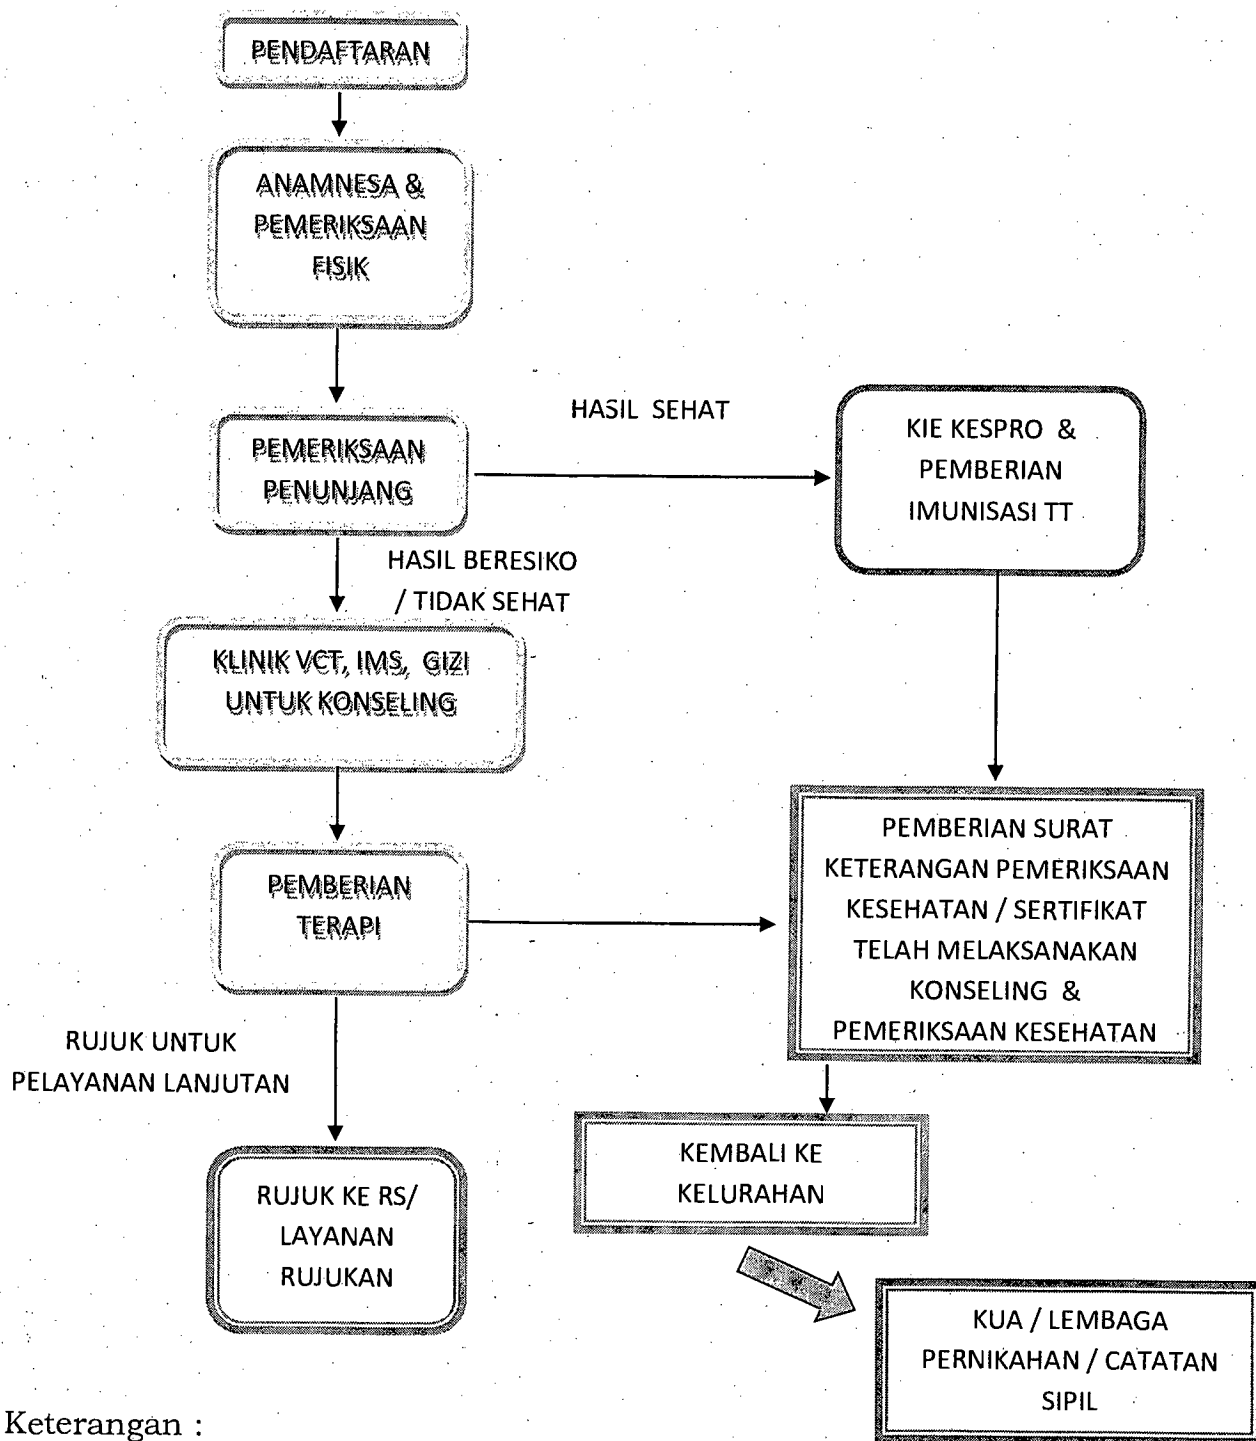 PENDAFTARAN
ANAMNESA &
PEMERIKSAAN
FISIK
HASIL SEHAT
PEMERIKSAAN
PENUNJANG
KIE KESPRO &
PEMBERIAN
IMUNISASI TT
HASIL BERESIKO
/ TIDAK SEHAT
KLINIK VCT, IMS, GIZI
UNTUK KONSELING
PEMBERIAN
TERAPI
PEMBERIAN SURAT
KETERANGAN PEMERIKSAAN
KESEHATAN / SERTIFIKAT
TELAH MELAKSANAKAN
KONSELING &
PEMERIKSAAN KESEHATAN
RUJUK UNTUK
PELAYANAN LANJUTAN
RUJUK KE RS/
LAYANAN
RUJUKAN
KEMBALI KE
KELURAHAN
KUA / LEMBAGA
PERNIKAHAN / CATATAN
SIPIL
Keterangan :